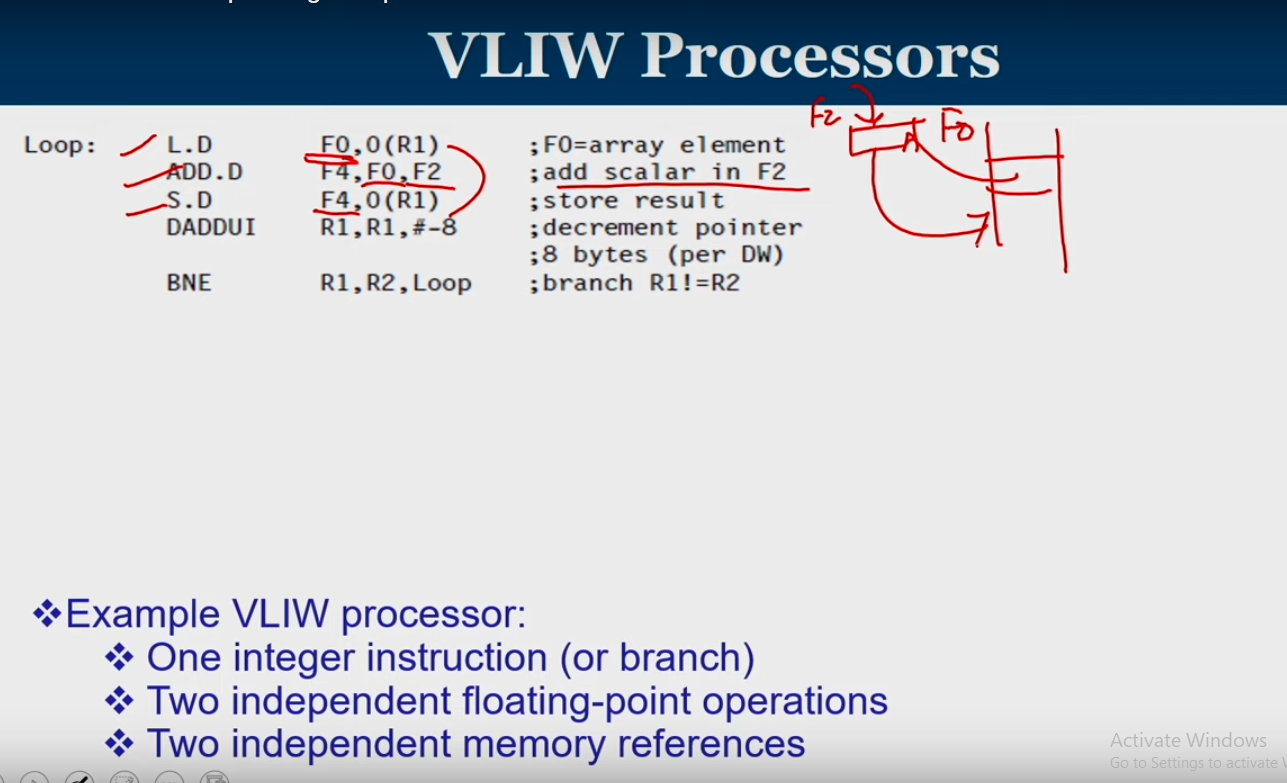 VLIW Processors
F2 F0
Loop: L.D F0,0(R1) ;F0=array element
ADD.D F4,F0,F2 ;add scalar in F2
S.D F4,0(R1) ;store result
DADDUI R1,R1,#-8 ;decrement pointer
;8 bytes (per DW)
BNE R1,R2,Loop ;branch R1!=R2
❖Example VLIW processor:
❖ One integer instruction (or branch)
❖ Two independent floating-point operations
❖ Two independent memory references
Activate Windows
Go to Settings to activate